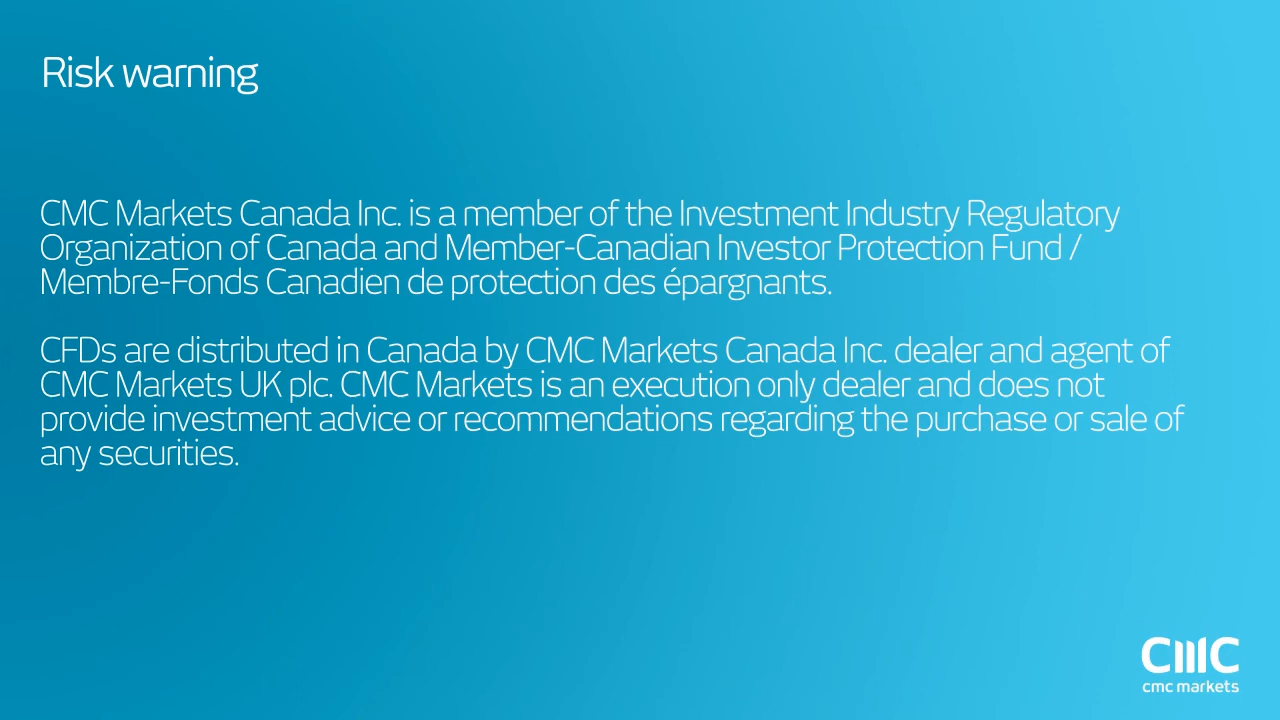 Risk warning
CMC Markets Canada Inc. is a member of the Investment Industry Regulatory
Organization of Canada and Member-Canadian Investor Protection Fund /
Membre-Fonds Canadien de protection des épargnants.
CFDs are distributed in Canada by CMC Markets Canada Inc. dealer and agent of
CMC Markets UK plc. CMC Markets is an execution only dealer and does not
provide investment advice or recommendations regarding the purchase or sale of
any securities.
CMC
cmc markets